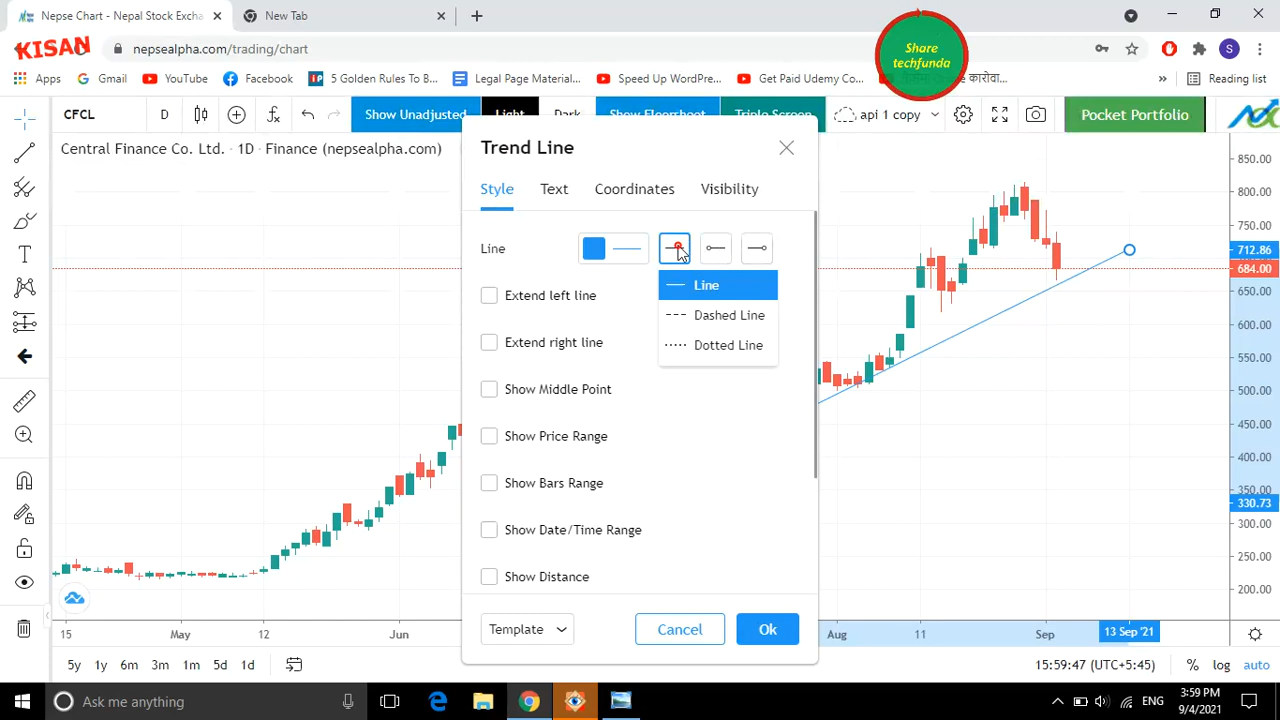 Nepse Chart - Nepal Stock Excha
New Tab
KISAN
nepsealpha.com/trading/chart
Share
techfunda
S
Apps
Gmail
YouTube
Facebook
5 Golden Rules To B...
Legal Page Material...
Speed Up WordPre...
Get Paid Udemy Co...
Reading list
CFCL
D
Show Unadjusted
Light
Dark
Show Floorsheet
Triple Screen
api 1 copy
Pocket Portfolio
Central Finance Co. Ltd. · 1D · Finance (nepsealpha.com)
Trend Line
Style
Text
Coordinates
Visibility
Line
Line
Dashed Line
Dotted Line
Extend left line
Extend right line
Show Middle Point
Show Price Range
Show Bars Range
Show Date/Time Range
Show Distance
Template
Cancel
Ok
850.00
800.00
750.00
712.86
684.00
650.00
600.00
550.00
500.00
450.00
400.00
350.00
330.73
300.00
250.00
200.00
15
May
12
Jun
Aug
11
Sep
13 Sep '21
5y
1y
6m
3m
1m
5d
1d
15:59:47 (UTC+5:45)
%
log
auto
Ask me anything
ENG
3:59 PM
9/4/2021